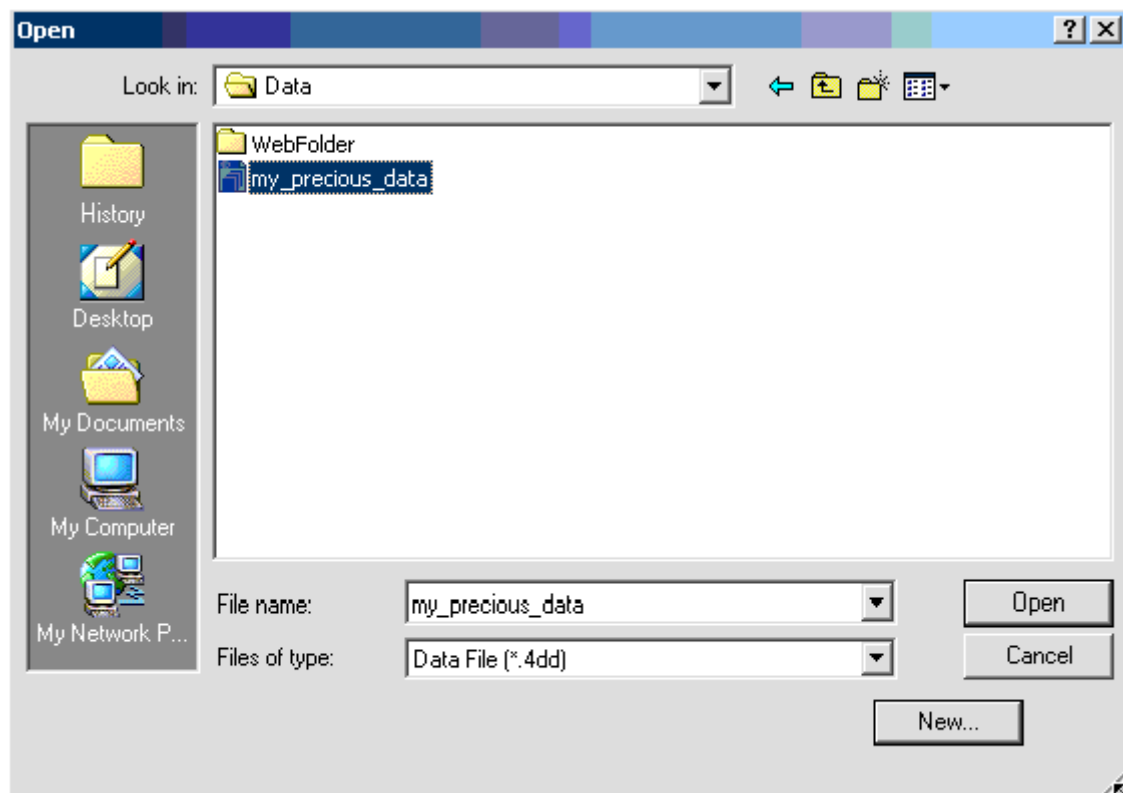 Open
Look in: Data
WebFolder
my_precious_data
History
Desktop
My Documents
My Computer
My Network P...
File name: my_precious_data Open
Files of type: Data File (*.4dd) Cancel
New...